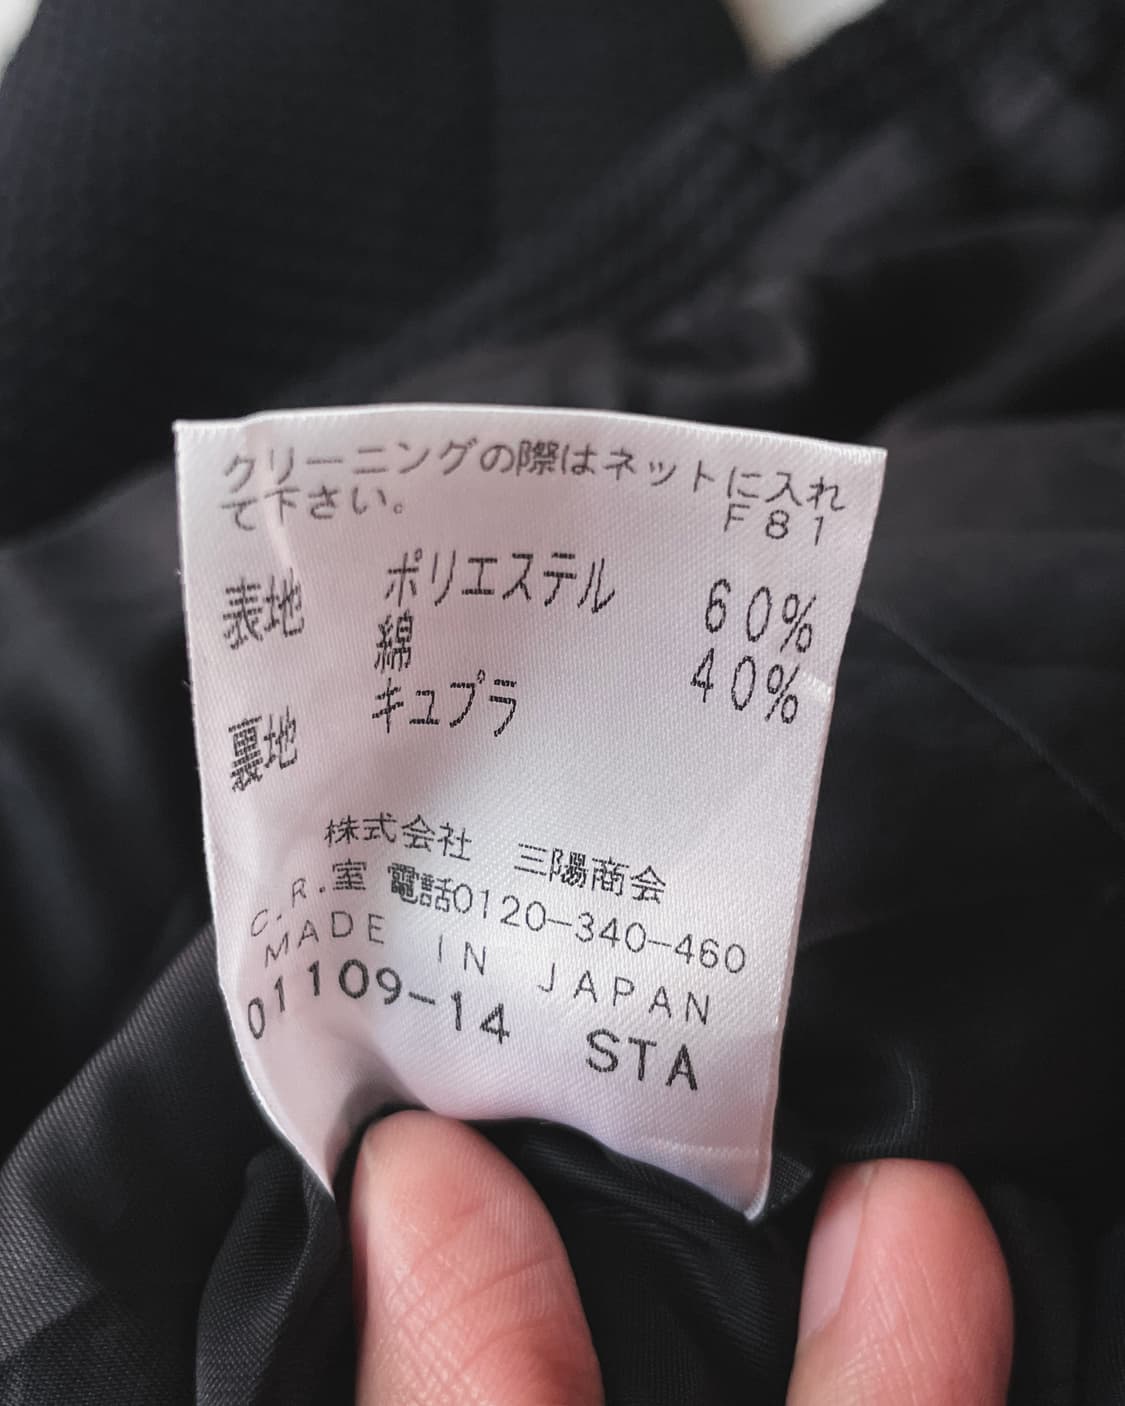 クリーニングの際はネットに入れ
て下さい。 F81
表地 ポリエステル 60%
綿 40%
裏地 キュプラ
株式会社 三陽商会
C.R.室 電話0120-340-460
MADE IN JAPAN
01109-14 STA